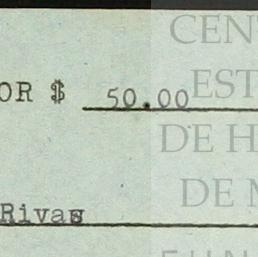 CEN
OR $ 50.00
EST
DE H
DE M
Rivas